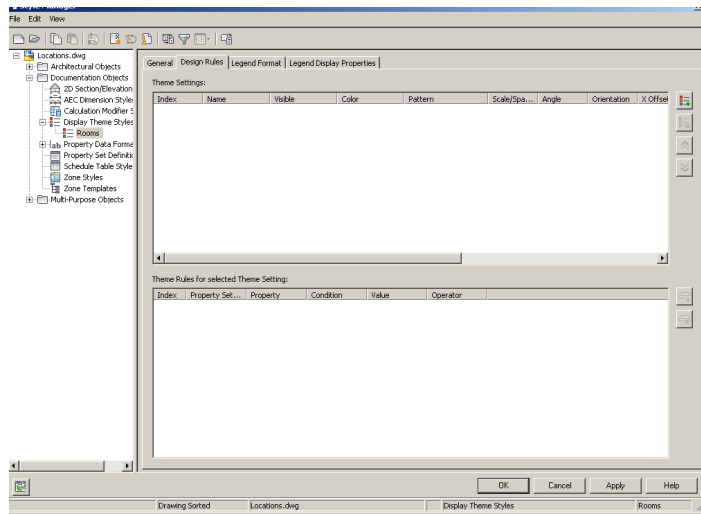 Style Manager
File Edit View
Locations.dwg
Architectural Objects
Documentation Objects
2D Section/Elevation
AEC Dimension Style
Calculation Modifier S
Display Theme Styles
Rooms
Property Data Forma
Property Set Definitio
Schedule Table Style
Zone Styles
Zone Templates
Multi-Purpose Objects
General Design Rules Legend Format Legend Display Properties
Theme Settings:
Index Name Visible Color Pattern Scale/Spa... Angle Orientation X Offset
Theme Rules for selected Theme Setting:
Index Property Set... Property Condition Value Operator
OK Cancel Apply Help
Drawing Sorted Locations.dwg Display Theme Styles Rooms